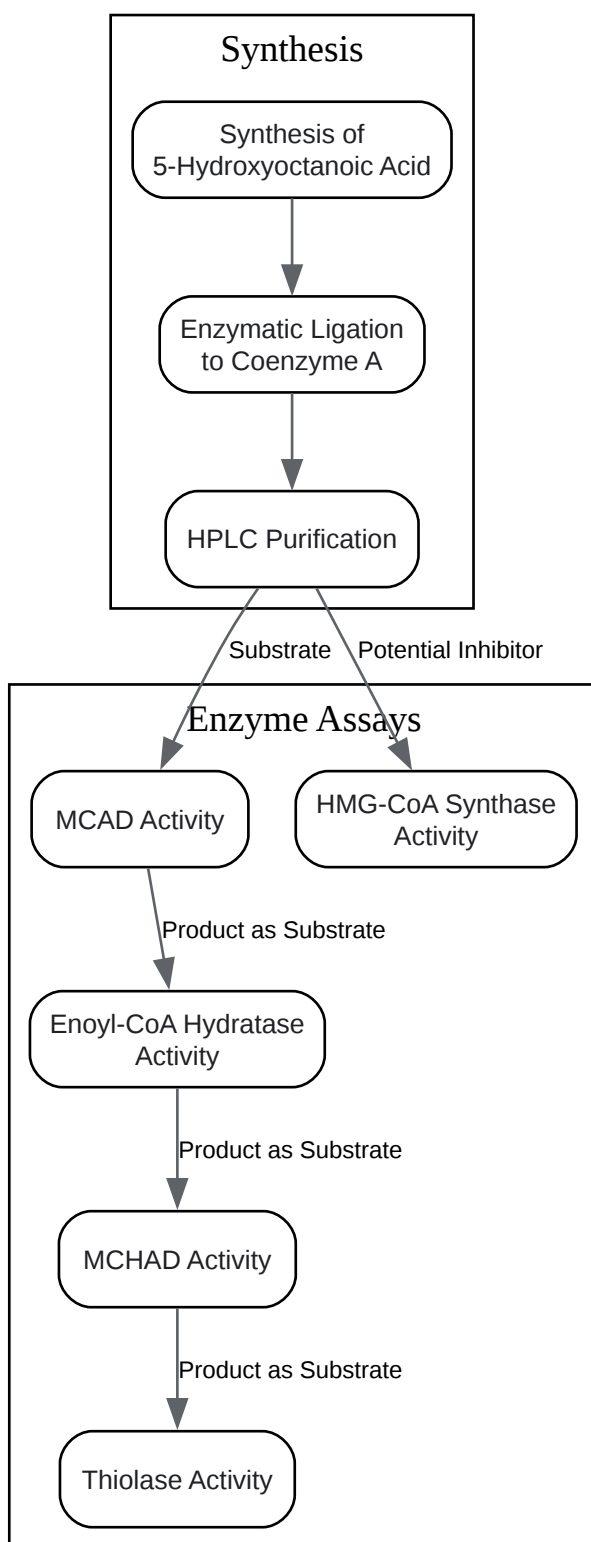 Synthesis
Synthesis of
5-Hydroxyoctanoic Acid
Enzymatic Ligation
to Coenzyme A
HPLC Purification
Substrate
Potential Inhibitor
Enzyme Assays
MCAD Activity
HMG-CoA Synthase
Activity
Product as Substrate
Enoyl-CoA Hydratase
Activity
Product as Substrate
MCHAD Activity
Product as Substrate
Thiolase Activity